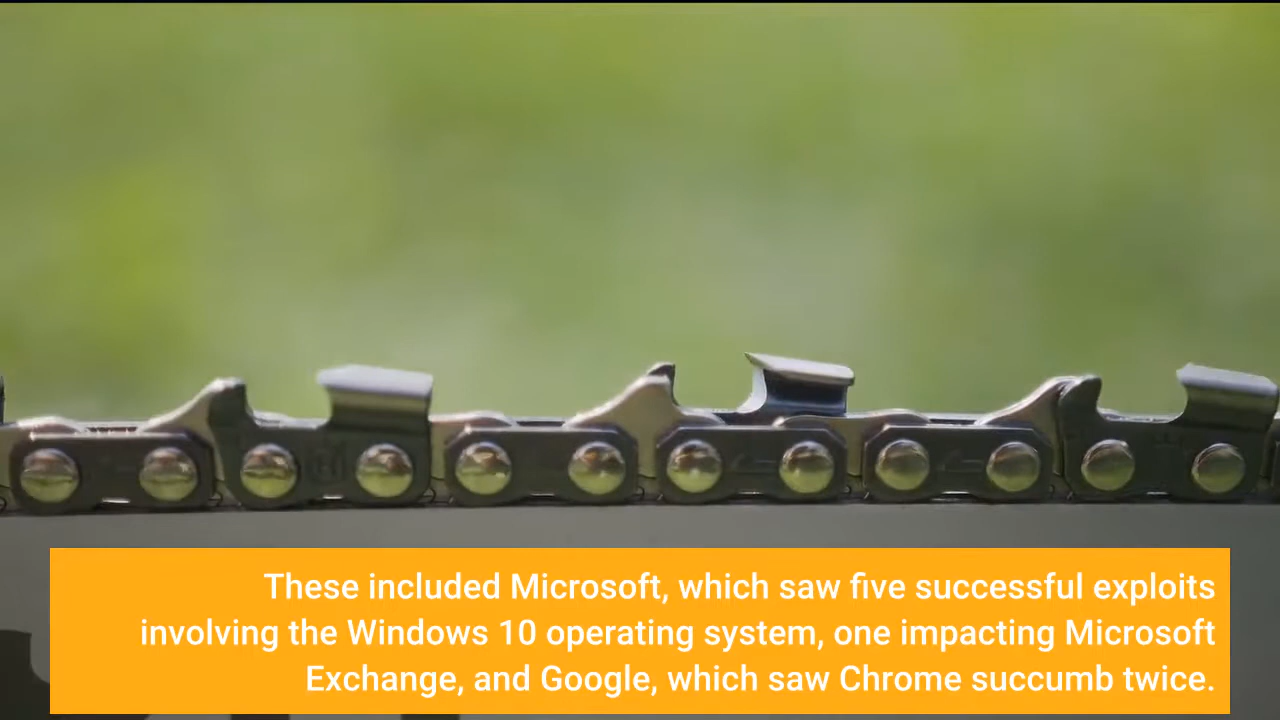 These included Microsoft, which saw five successful exploits
involving the Windows 10 operating system, one impacting Microsoft
Exchange, and Google, which saw Chrome succumb twice.